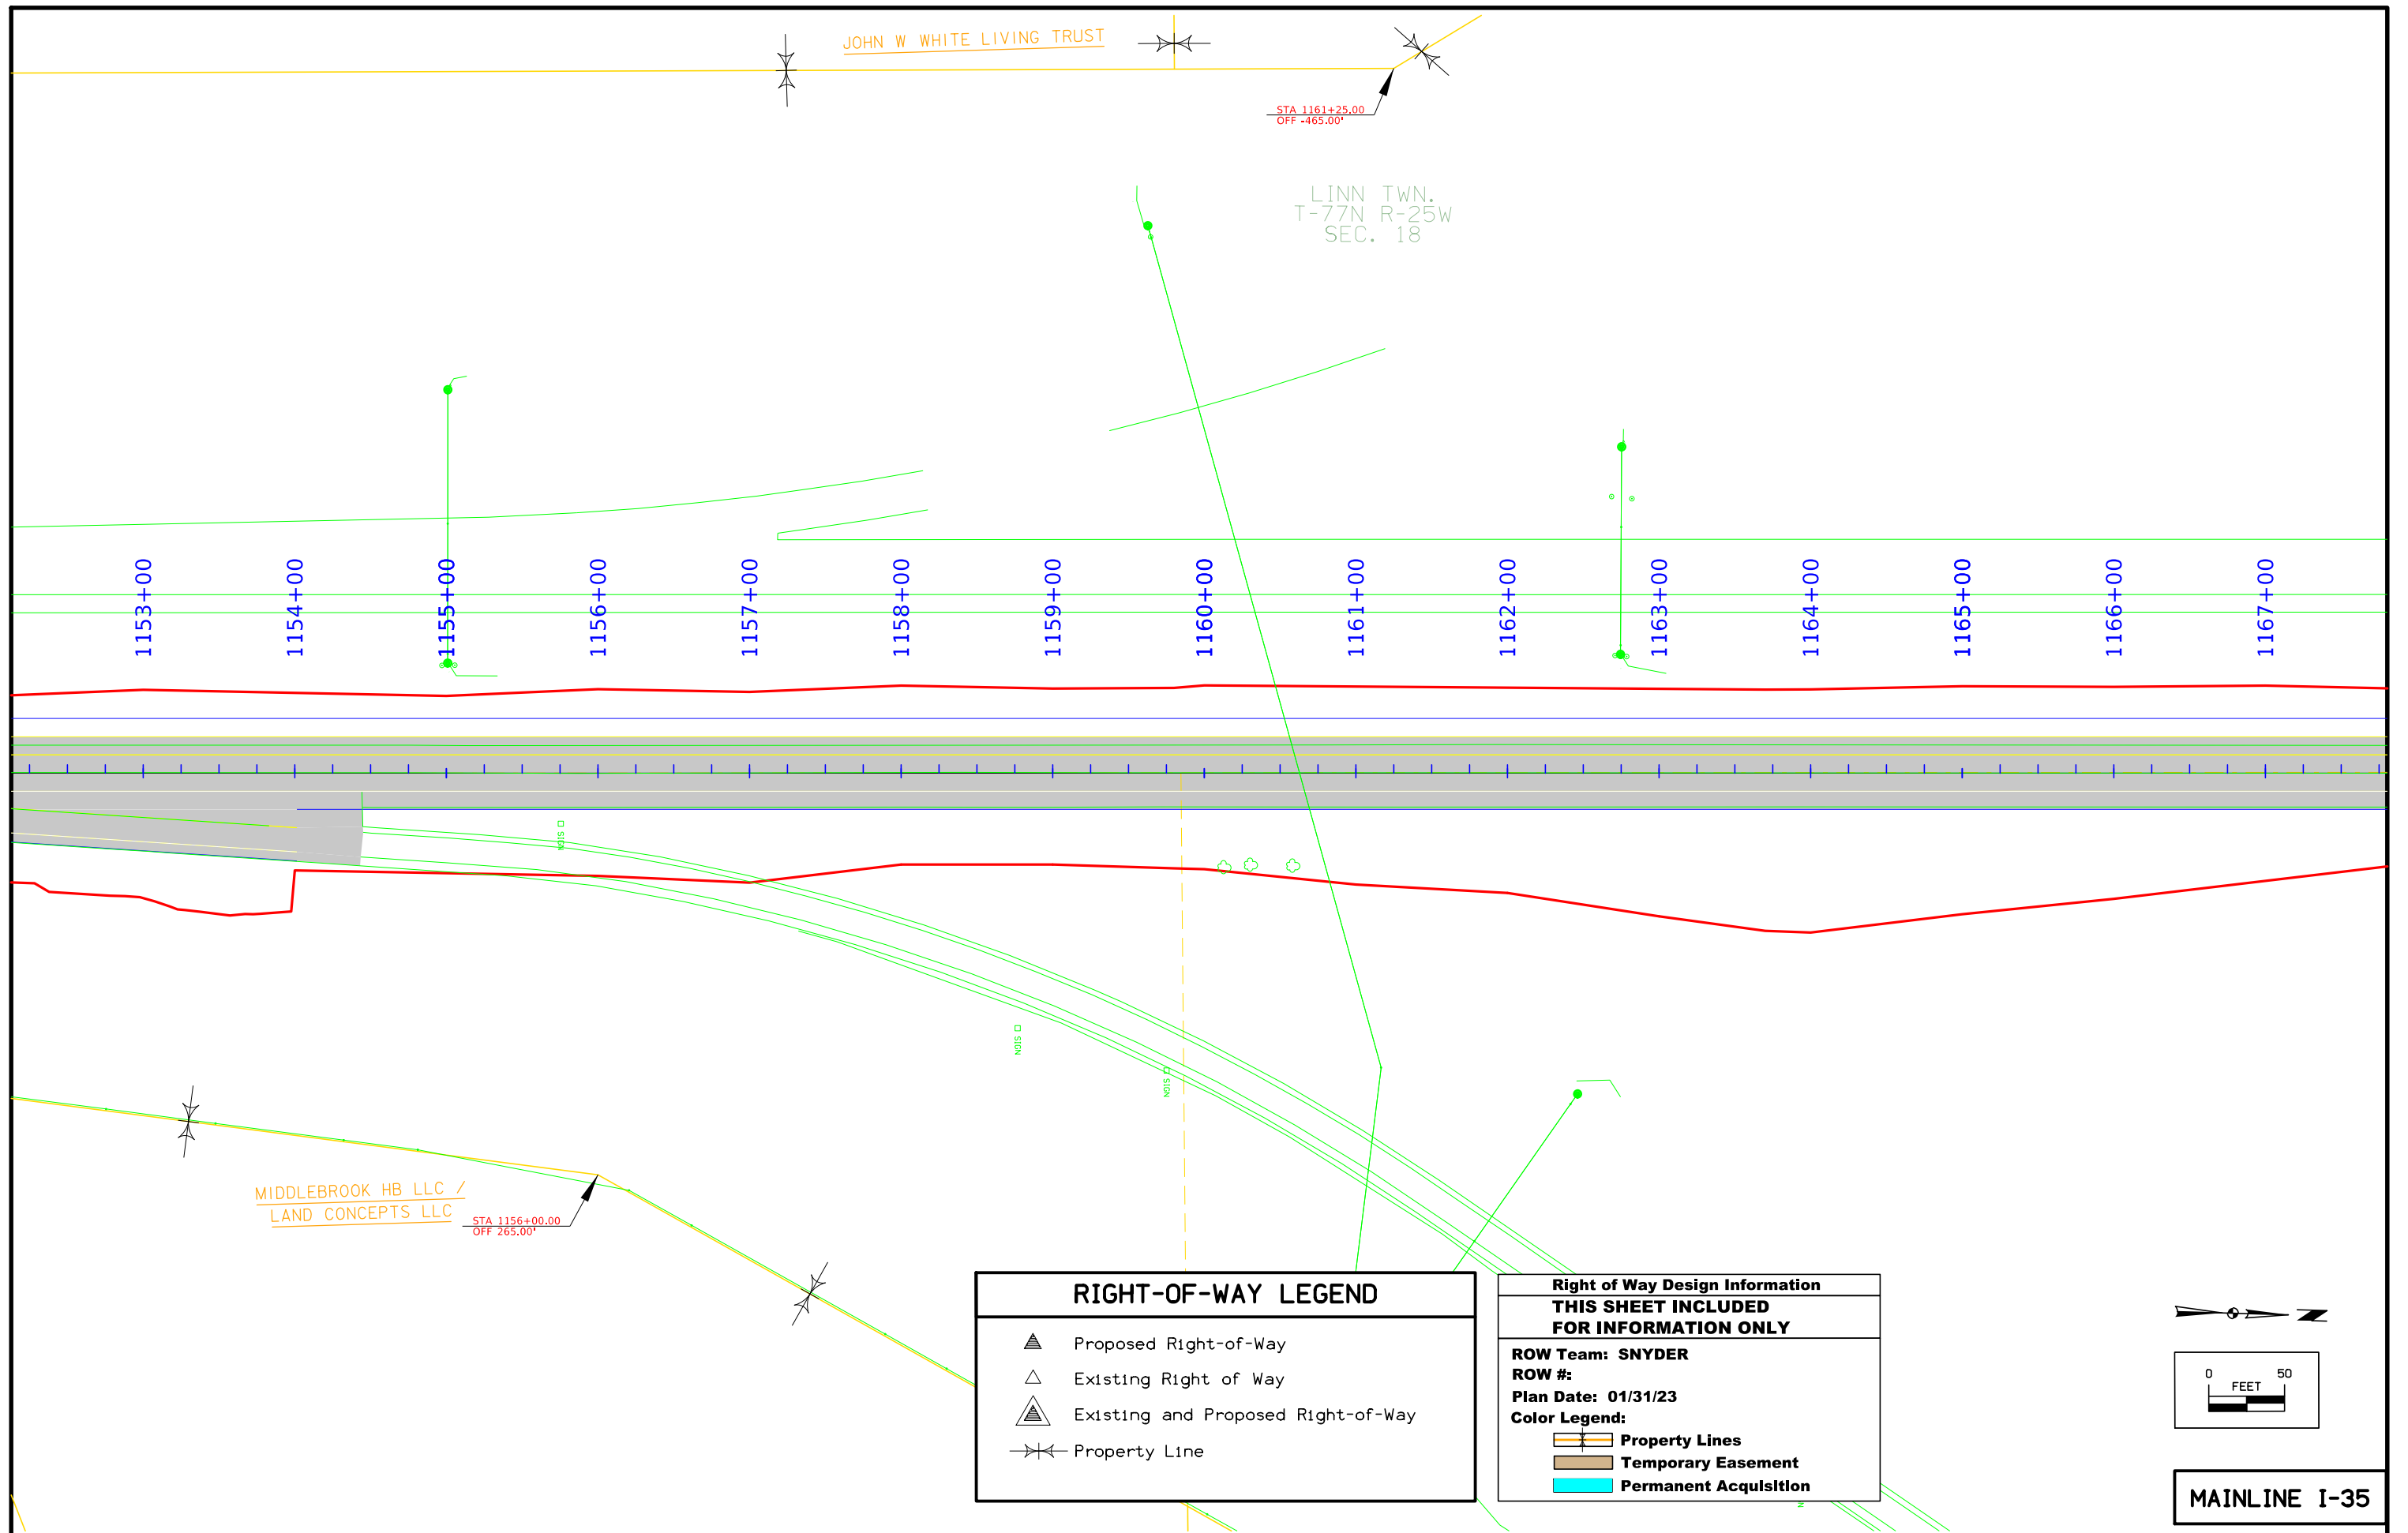 JOHN W WHITE LIVING TRUST
STA 1161+25.00
OFF -465.00'
LINN TWN.
T-77N R-25W
SEC. 18
1153+00
1154+00
1155+00
1156+00
1157+00
1158+00
1159+00
1160+00
1161+00
1162+00
1163+00
1164+00
1165+00
1166+00
1167+00
SIGN
SIGN
SIGN
MIDDLEBROOK HB LLC /
LAND CONCEPTS LLC
STA 1156+00.00
OFF 265.00'
RIGHT-OF-WAY LEGEND
Proposed Right-of-Way
Existing Right of Way
Existing and Proposed Right-of-Way
Property Line
Right of Way Design Information
THIS SHEET INCLUDED
FOR INFORMATION ONLY
ROW Team: SNYDER
ROW #:
Plan Date: 01/31/23
Color Legend:
Property Lines
Temporary Easement
Permanent Acquisition
N
0 50
FEET
MAINLINE I-35